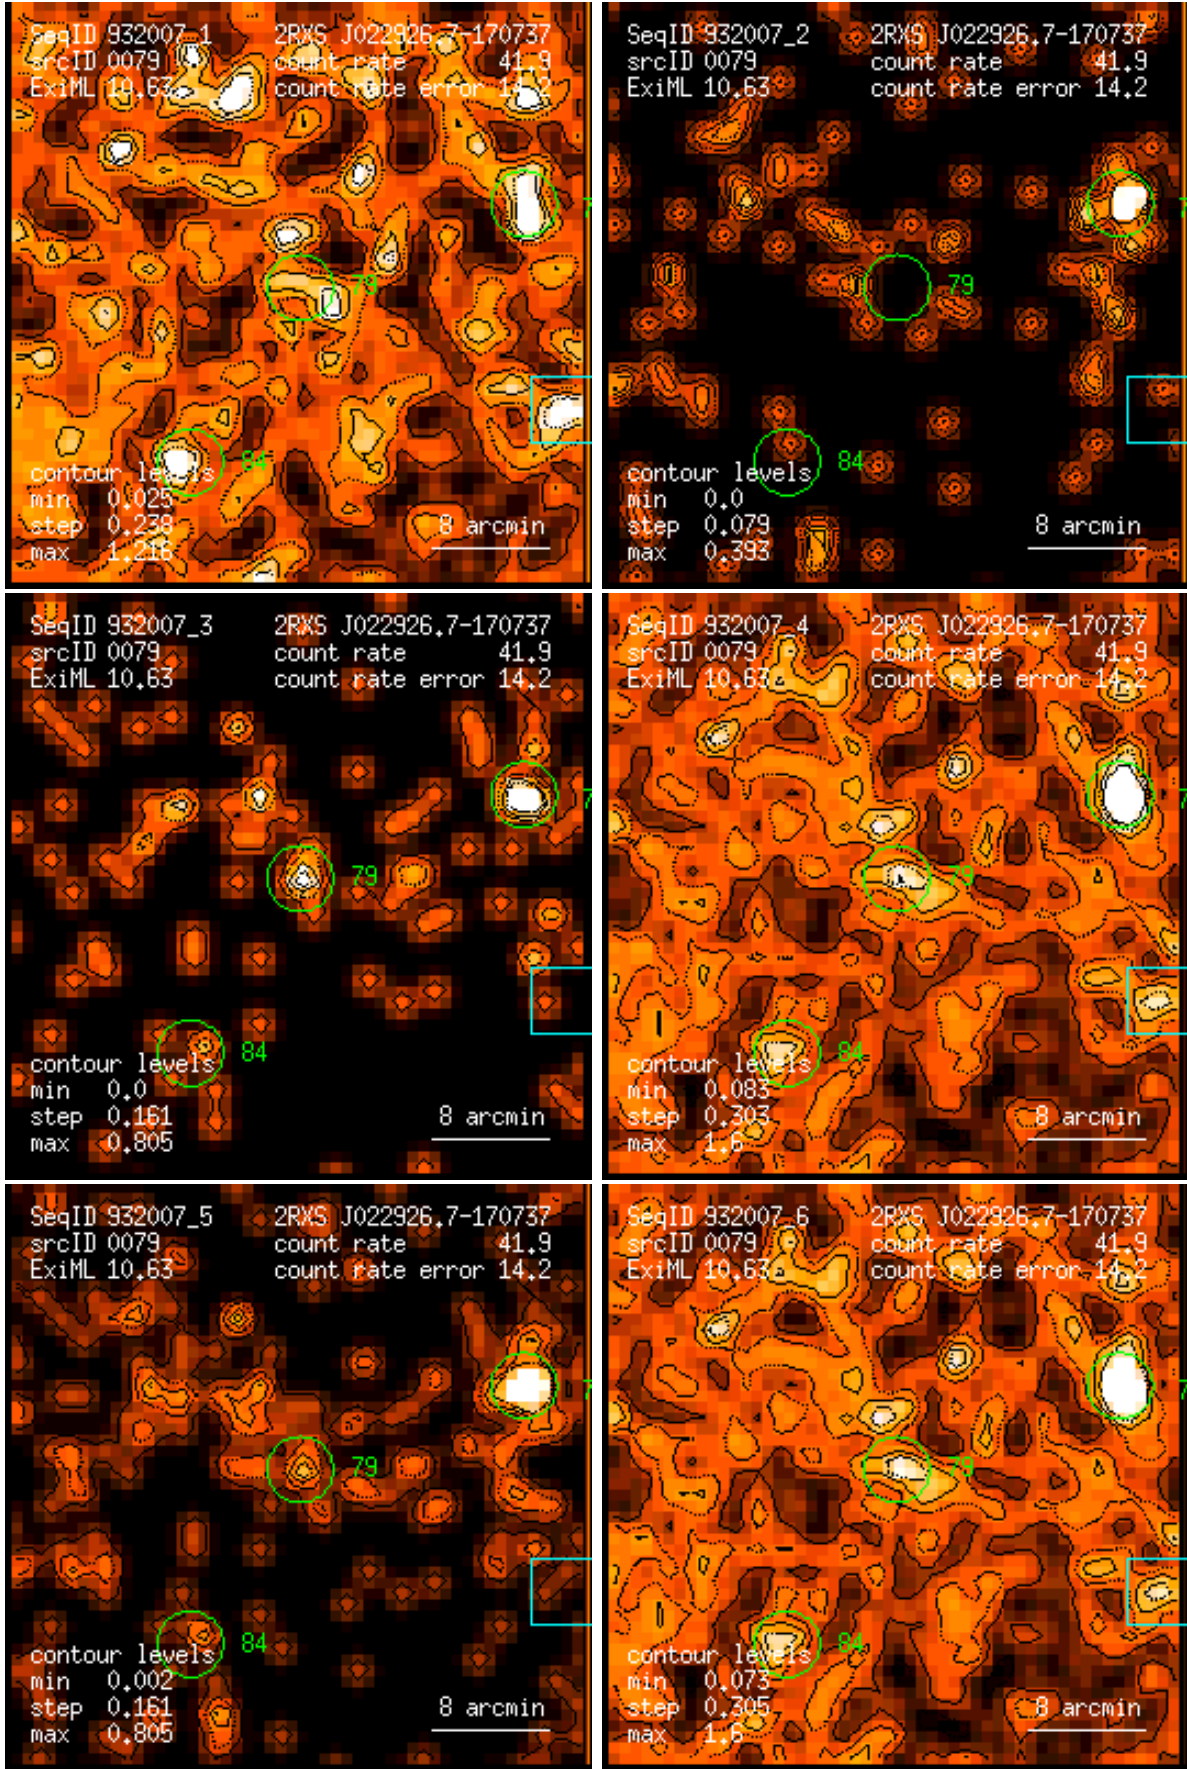 SeqID 932007_1 2RXS J022926.7-170737
srcID 0079 count rate 41.9
ExiML 10.63 count rate error 14.2
7
79
84
contour levels
min 0.025
step 0.238 8 arcmin
max 1.216
SeqID 932007_2 2RXS J022926.7-170737
srcID 0079 count rate 41.9
ExiML 10.63 count rate error 14.2
7
79
84
contour levels
min 0.0
step 0.079 8 arcmin
max 0.393
SeqID 932007_3 2RXS J022926.7-170737
srcID 0079 count rate 41.9
ExiML 10.63 count rate error 14.2
7
79
84
contour levels
min 0.0
step 0.161 8 arcmin
max 0.805
SeqID 932007_4 2RXS J022926.7-170737
srcID 0079 count rate 41.9
ExiML 10.63 count rate error 14.2
7
79
84
contour levels
min 0.083
step 0.303 8 arcmin
max 1.6
SeqID 932007_5 2RXS J022926.7-170737
srcID 0079 count rate 41.9
ExiML 10.63 count rate error 14.2
7
79
84
contour levels
min 0.002
step 0.161 8 arcmin
max 0.805
SeqID 932007_6 2RXS J022926.7-170737
srcID 0079 count rate 41.9
ExiML 10.63 count rate error 14.2
7
79
84
contour levels
min 0.073
step 0.305 8 arcmin
max 1.6